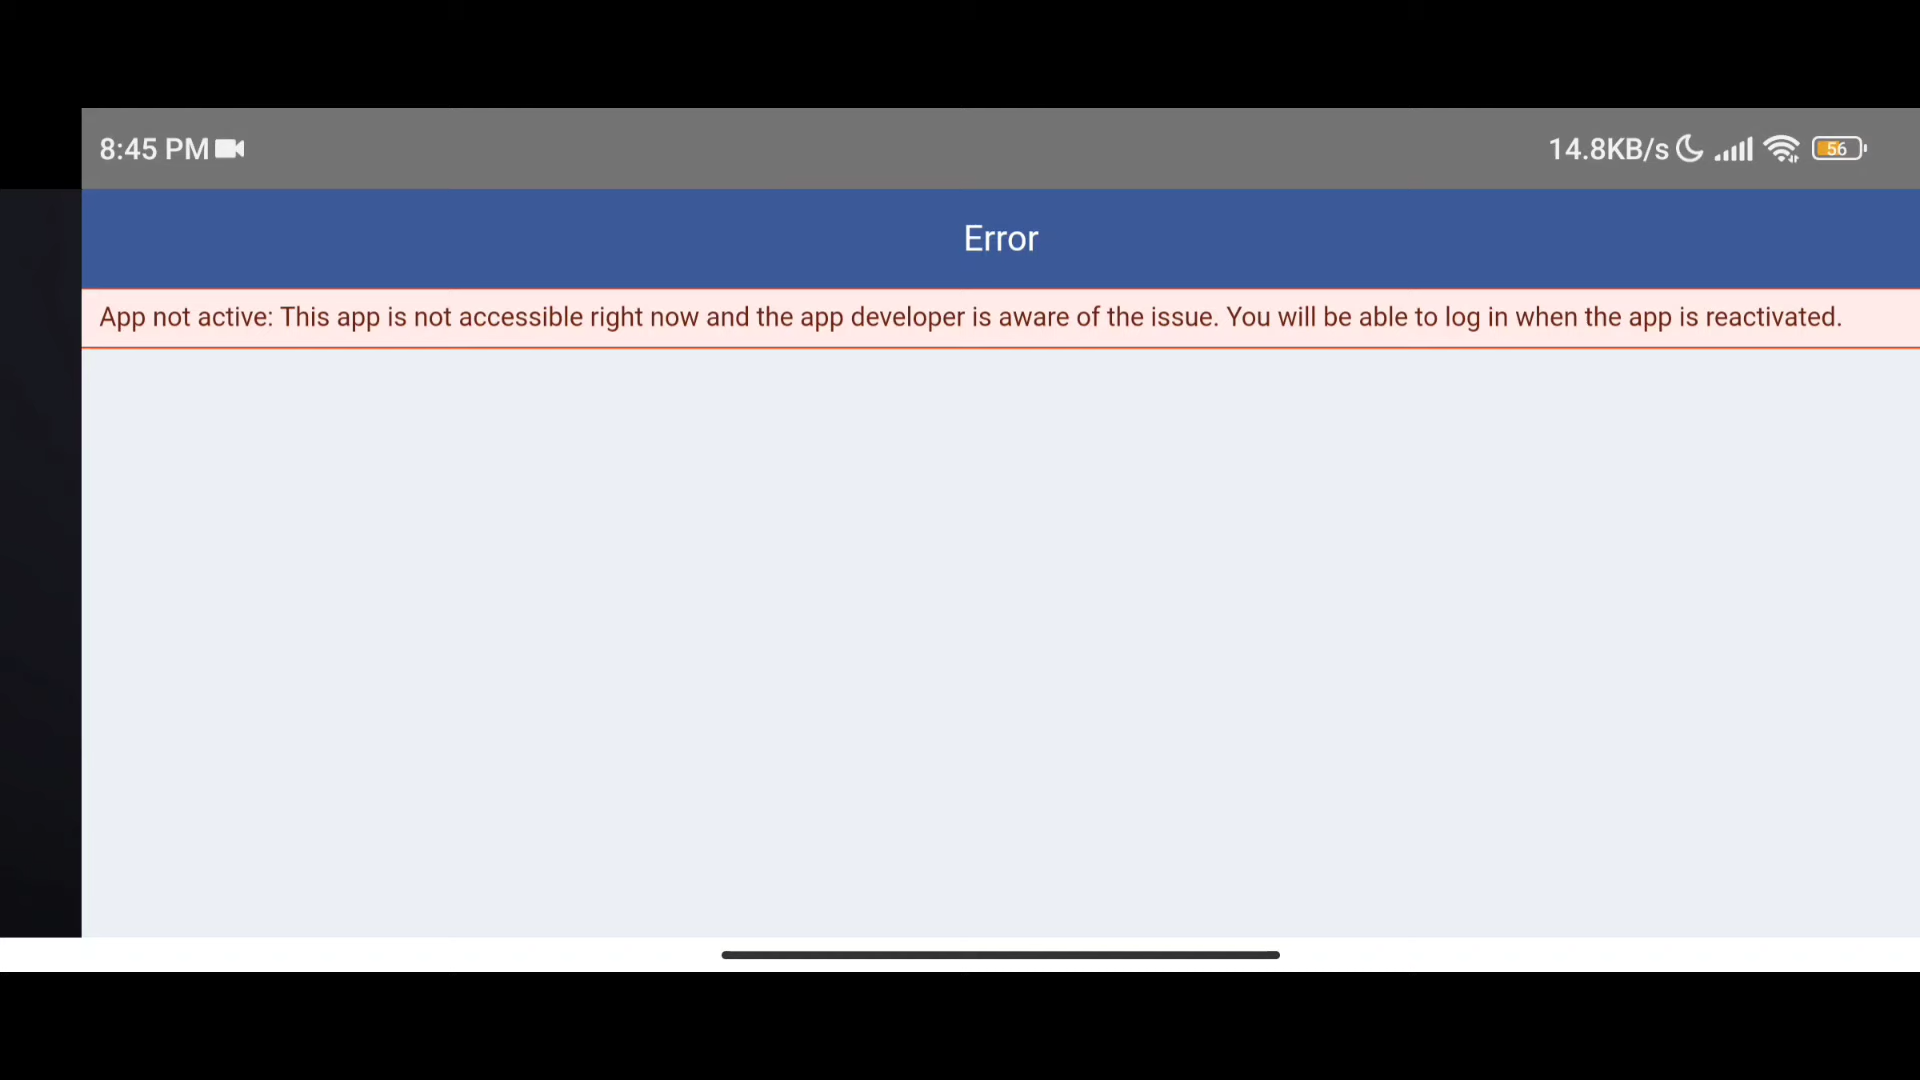 8:45 PM 14.8KB/s 56
Error
App not active: This app is not accessible right now and the app developer is aware of the issue. You will be able to log in when the app is reactivated.